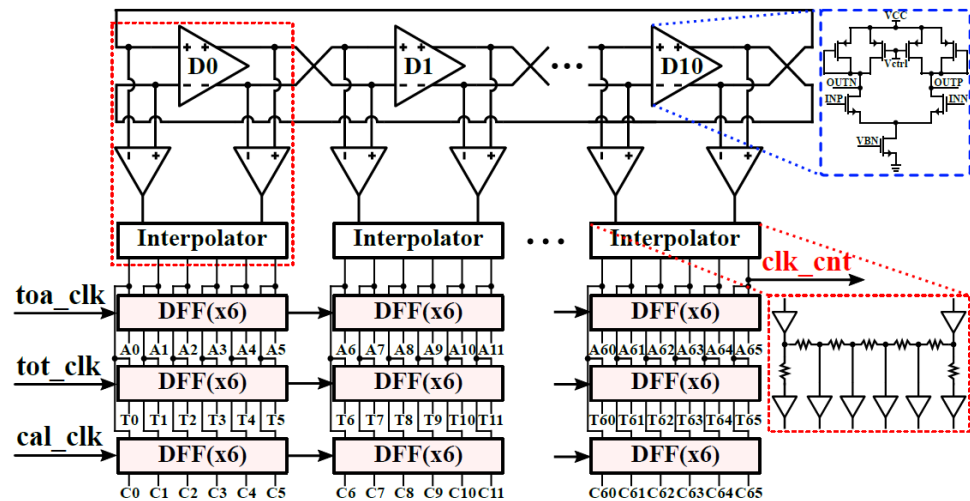 VCC
D0 D1 ... D10
Vctrl
OUTN OUTP
INP INN
VBN
Interpolator Interpolator ... Interpolator
clk_cnt
toa_clk DFF(x6) DFF(x6) DFF(x6)
A0 A1 A2 A3 A4 A5 A6 A7 A8 A9 A10 A11 A60 A61 A62 A63 A64 A65
tot_clk DFF(x6) DFF(x6) DFF(x6)
T0 T1 T2 T3 T4 T5 T6 T7 T8 T9 T10 T11 T60 T61 T62 T63 T64 T65
cal_clk DFF(x6) DFF(x6) DFF(x6)
C0 C1 C2 C3 C4 C5 C6 C7 C8 C9 C10 C11 C60 C61 C62 C63 C64 C65